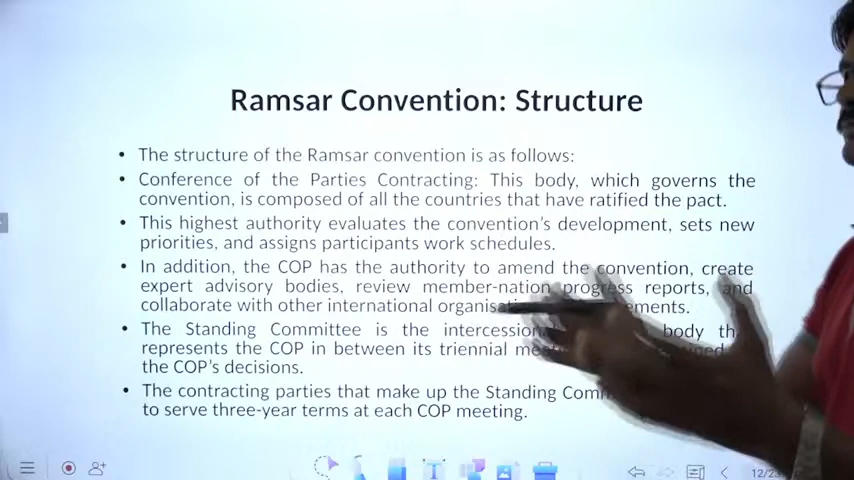 Ramsar Convention: Structure
• The structure of the Ramsar convention is as follows:
• Conference of the Parties Contracting: This body, which governs the
convention, is composed of all the countries that have ratified the pact.
• This highest authority evaluates the convention's development, sets new
priorities, and assigns participants work schedules.
• In addition, the COP has the authority to amend the convention, create
expert advisory bodies, review member-nation progress reports, and
collaborate with other international
• The Standing Committee is the body
represents the COP in between its triennial
the COP's decisions.
• The contracting parties that make up the Standing
to serve three-year terms at each COP meeting.